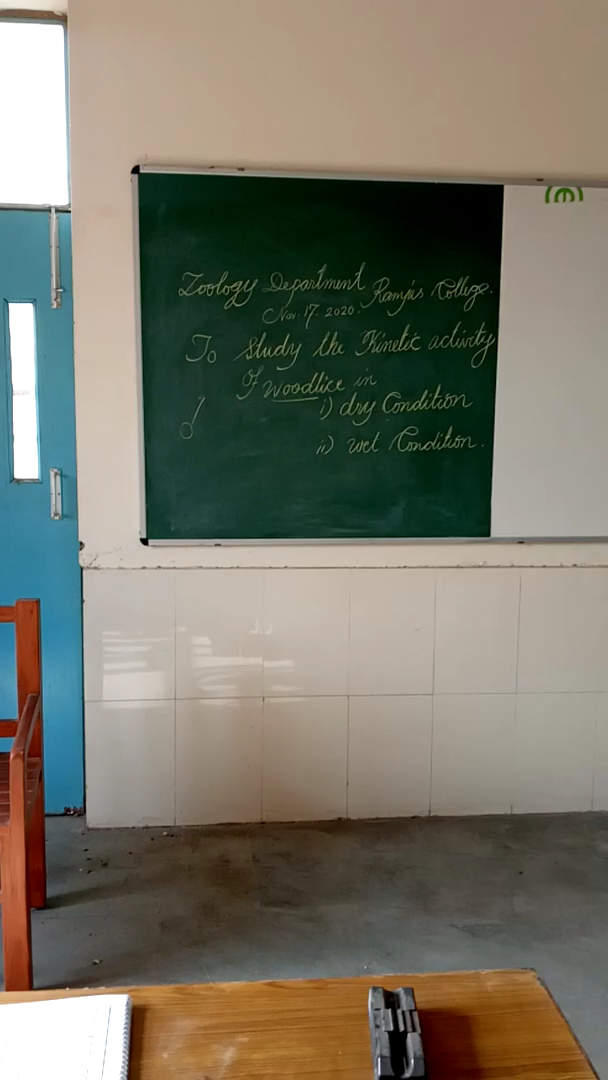 Zoology Department Ramjas College.
Nov. 17. 2020.
To Study the Kinetic activity
Of woodlice in
i) dry Condition
ii) wet Condition.